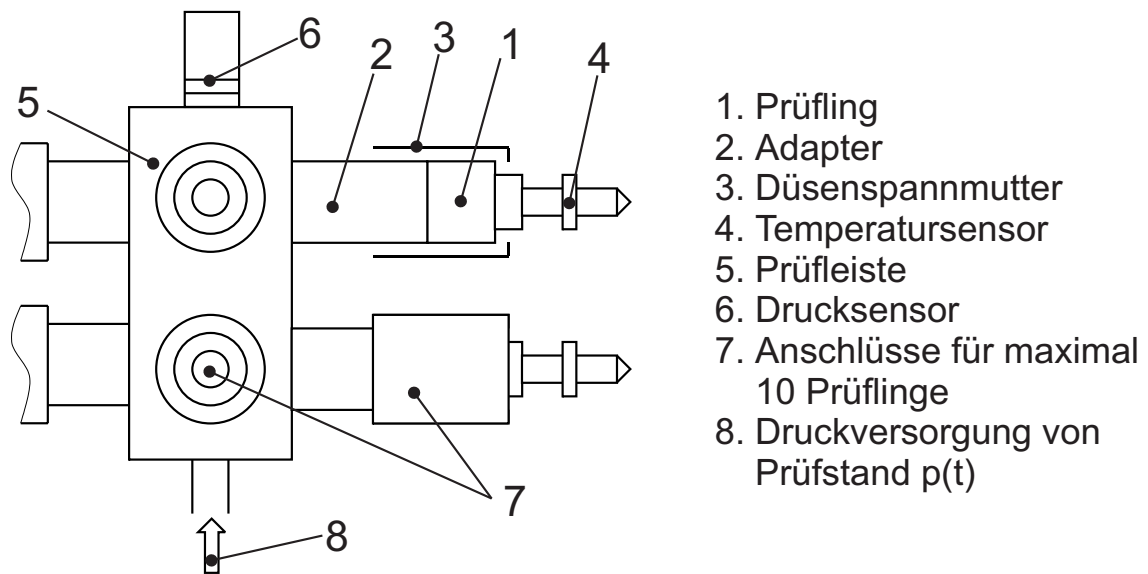 6
2
3
1
4
5
7
8
1. Prüfling
2. Adapter
3. Düsenspannmutter
4. Temperatursensor
5. Prüfleiste
6. Drucksensor
7. Anschlüsse für maximal
10 Prüflinge
8. Druckversorgung von
Prüfstand p(t)